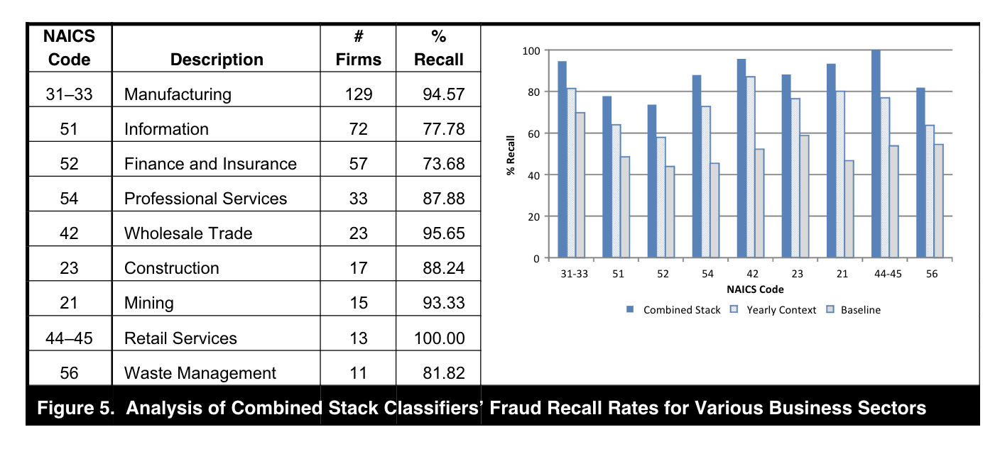 NAICS Code Description # Firms % Recall
31–33 Manufacturing 129 94.57
51 Information 72 77.78
52 Finance and Insurance 57 73.68
54 Professional Services 33 87.88
42 Wholesale Trade 23 95.65
23 Construction 17 88.24
21 Mining 15 93.33
44–45 Retail Services 13 100.00
56 Waste Management 11 81.82
% Recall
100
80
60
40
20
0
31-33 51 52 54 42 23 21 44-45 56
NAICS Code
Combined Stack Yearly Context Baseline
Figure 5. Analysis of Combined Stack Classifiers’ Fraud Recall Rates for Various Business Sectors